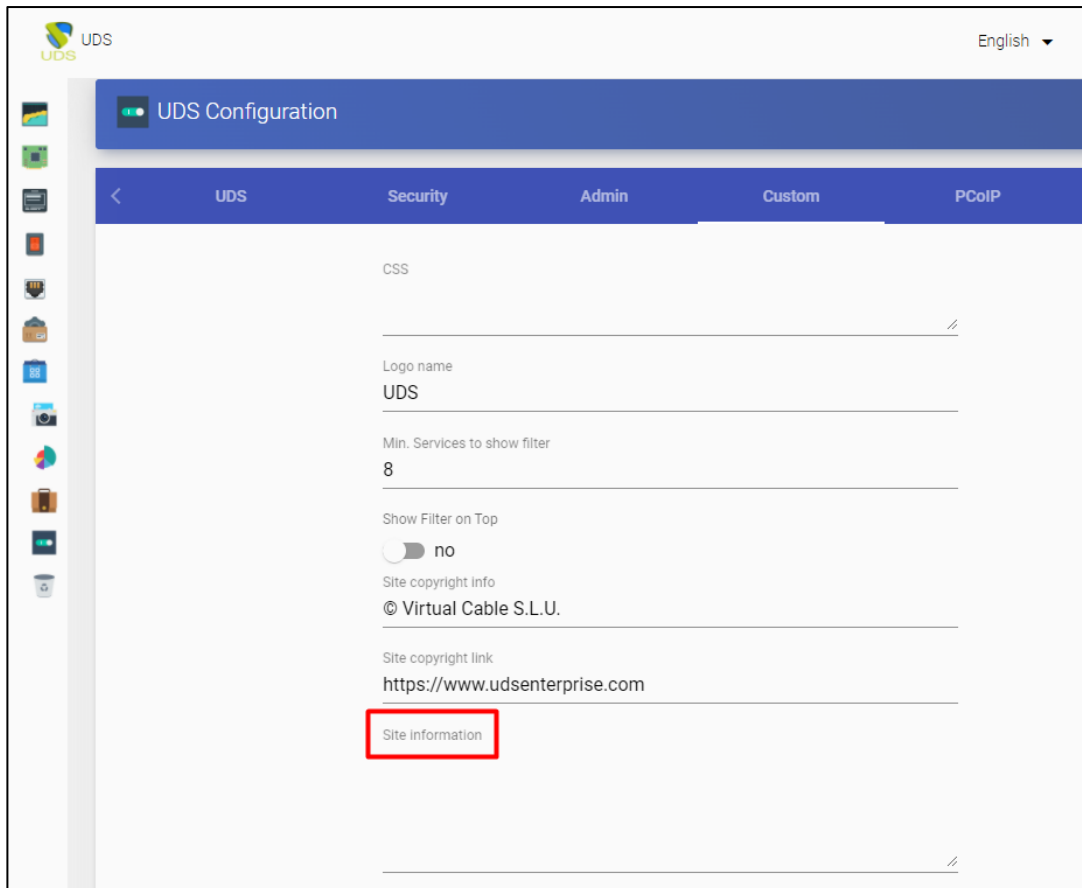 UDS UDS English
UDS Configuration
UDS Security Admin Custom PCoIP
CSS
Logo name
UDS
Min. Services to show filter
8
Show Filter on Top
no
Site copyright info
© Virtual Cable S.L.U.
Site copyright link
https://www.udsenterprise.com
Site information